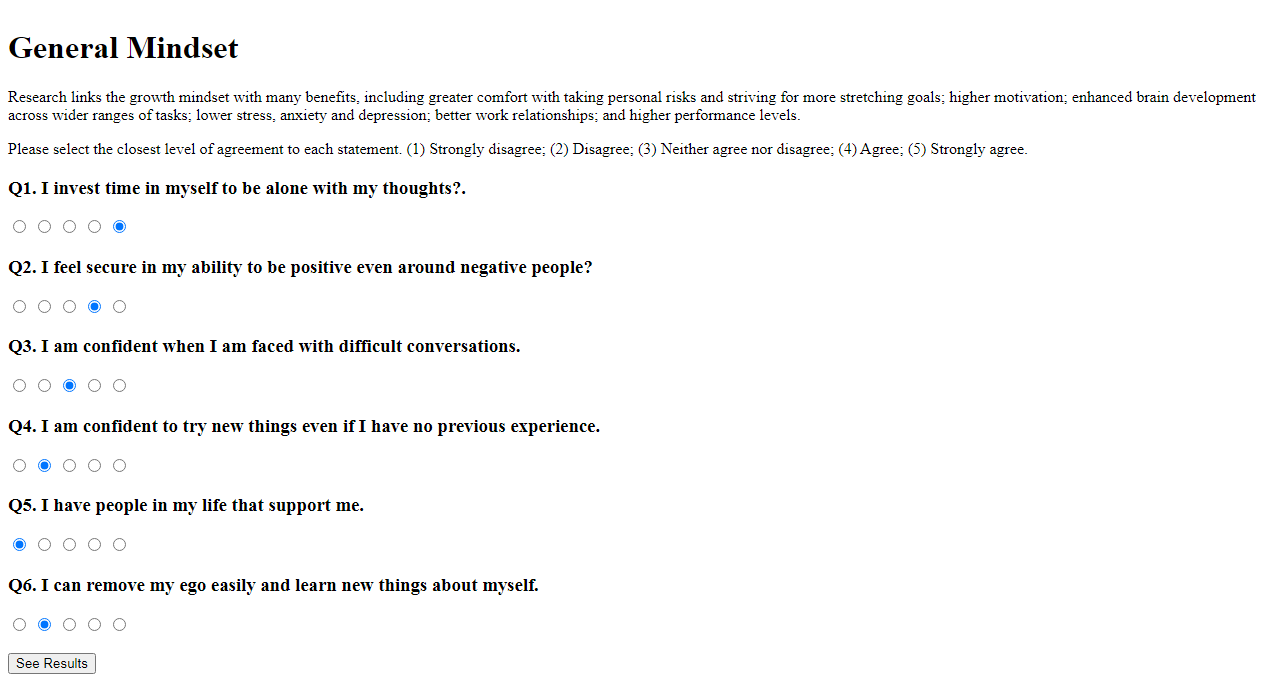 General Mindset
Research links the growth mindset with many benefits, including greater comfort with taking personal risks and striving for more stretching goals; higher motivation; enhanced brain development
across wider ranges of tasks; lower stress, anxiety and depression; better work relationships; and higher performance levels.
Please select the closest level of agreement to each statement. (1) Strongly disagree; (2) Disagree; (3) Neither agree nor disagree; (4) Agree; (5) Strongly agree.
Q1. I invest time in myself to be alone with my thoughts?.
Q2. I feel secure in my ability to be positive even around negative people?
Q3. I am confident when I am faced with difficult conversations.
Q4. I am confident to try new things even if I have no previous experience.
Q5. I have people in my life that support me.
Q6. I can remove my ego easily and learn new things about myself.
See Results